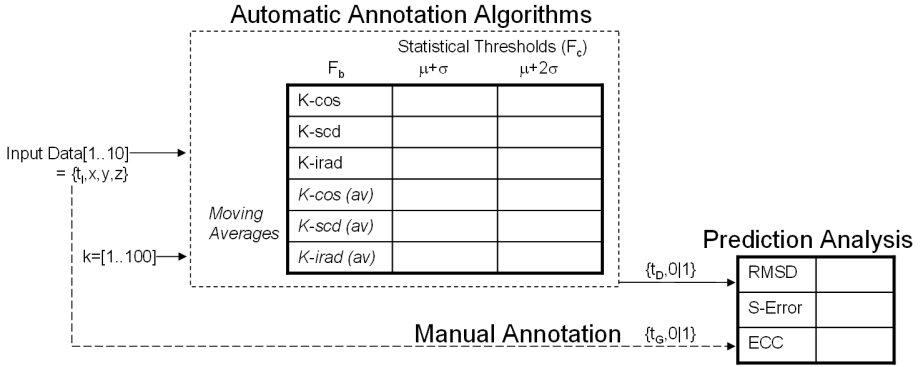 Automatic Annotation Algorithms
Statistical Thresholds (Fc)
Fb μ+σ μ+2σ
K-cos
K-scd
K-irad
K-cos (av)
K-scd (av)
K-irad (av)
Moving
Averages
Input Data[1..10]
= {tI,x,y,z}
k=[1..100]
{tD,0|1}
Manual Annotation
{tG,0|1}
Prediction Analysis
RMSD
S-Error
ECC